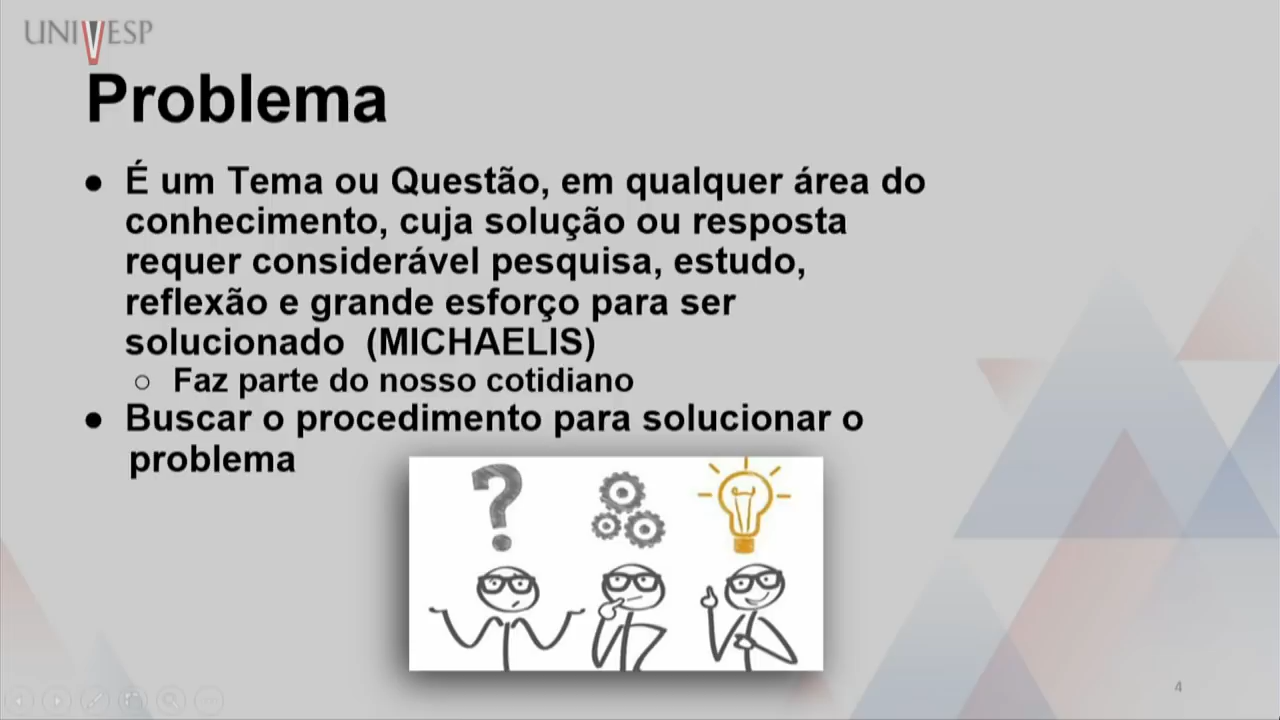 UNIVESP
Problema
● É um Tema ou Questão, em qualquer área do
conhecimento, cuja solução ou resposta
requer considerável pesquisa, estudo,
reflexão e grande esforço para ser
solucionado (MICHAELIS)
○ Faz parte do nosso cotidiano
● Buscar o procedimento para solucionar o
problema
?
4